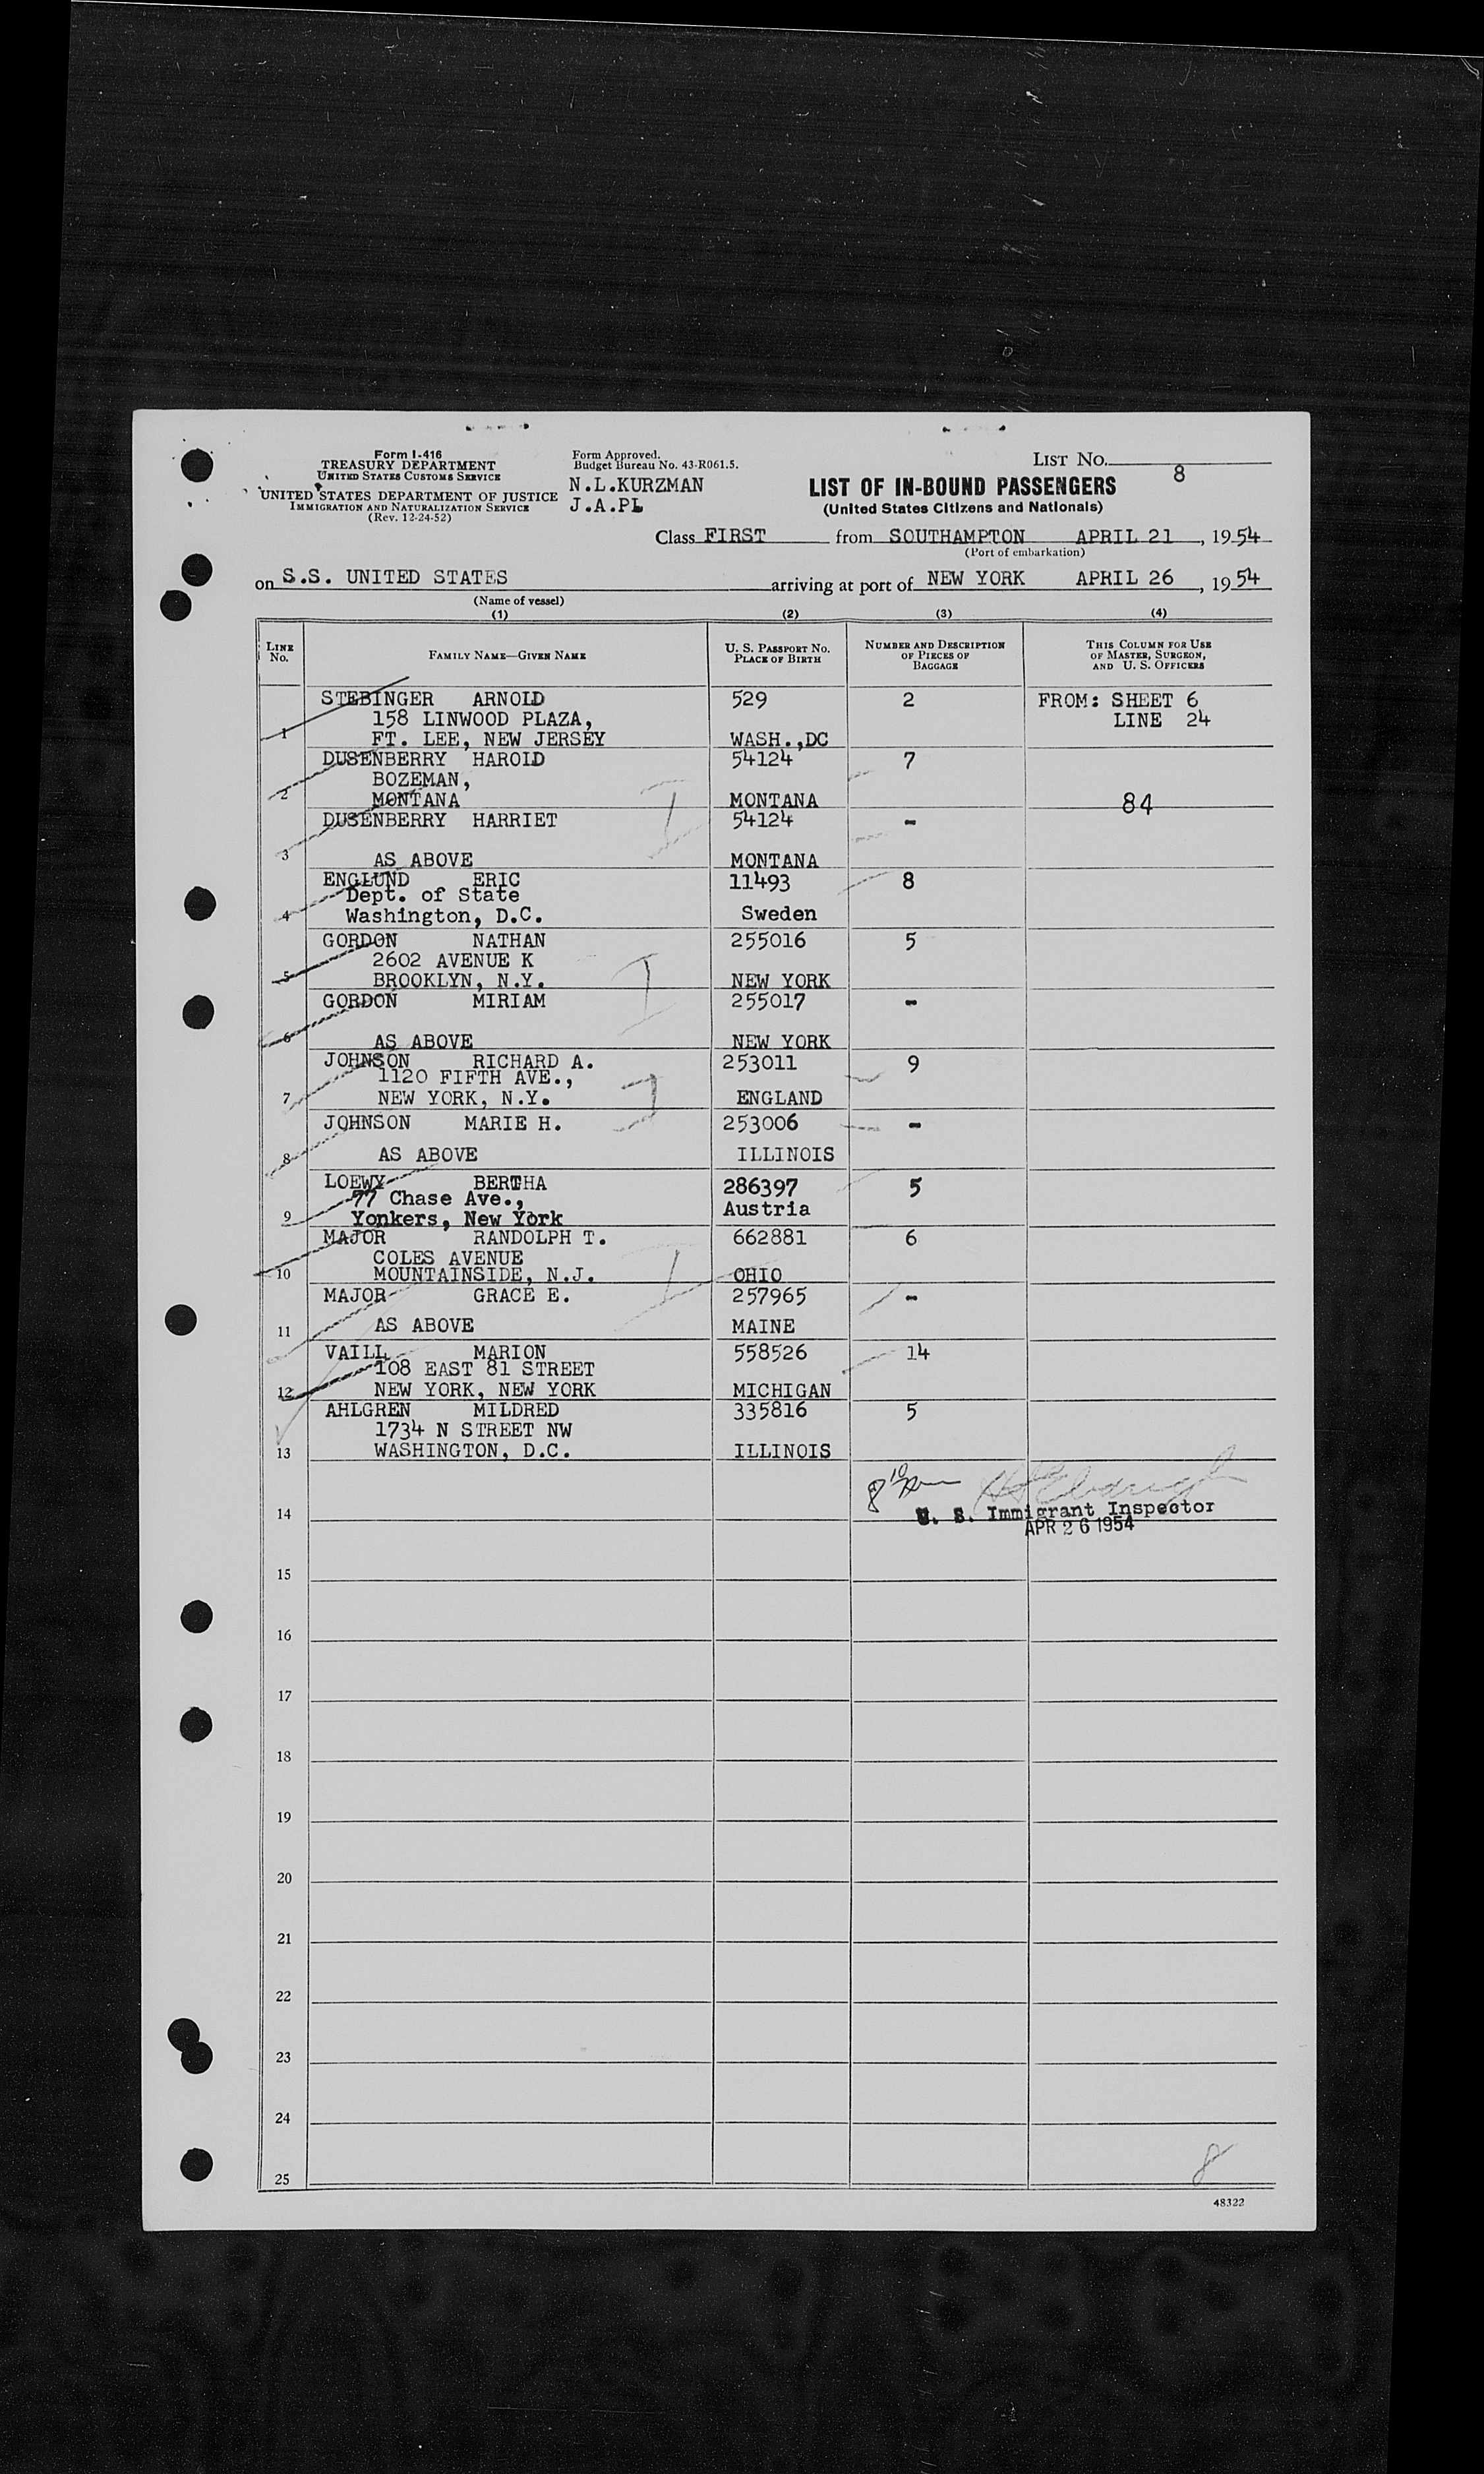 Form I-416
TREASURY DEPARTMENT
UNITED STATES CUSTOMS SERVICE
UNITED STATES DEPARTMENT OF JUSTICE
IMMIGRATION AND NATURALIZATION SERVICE
(Rev. 12-24-52)
Form Approved.
Budget Bureau No. 43-R061.5.
N.L.KURZMAN
J.A.PL
LIST NO. 8
LIST OF IN-BOUND PASSENGERS
(United States Citizens and Nationals)
Class FIRST from SOUTHAMPTON APRIL 21, 1954
(Port of embarkation)
on S.S. UNITED STATES arriving at port of NEW YORK APRIL 26, 1954
(Name of vessel)
(1) (2) (3) (4)
LINE NO. FAMILY NAME—GIVEN NAME U. S. PASSPORT NO. PLACE OF BIRTH NUMBER AND DESCRIPTION OF PIECES OF BAGGAGE THIS COLUMN FOR USE OF MASTER, SURGEON, AND U. S. OFFICERS
STEBINGER ARNOLD 529 2 FROM: SHEET 6
158 LINWOOD PLAZA, LINE 24
1 FT. LEE, NEW JERSEY WASH.,DC
DUSENBERRY HAROLD 54124 7
BOZEMAN,
2 MONTANA MONTANA 84
DUSENBERRY HARRIET 54124 -
3 AS ABOVE MONTANA
ENGLUND ERIC 11493 8
Dept. of State
4 Washington, D.C. Sweden
GORDON NATHAN 255016 5
2602 AVENUE K
5 BROOKLYN, N.Y. NEW YORK
GORDON MIRIAM 255017 -
6 AS ABOVE NEW YORK
JOHNSON RICHARD A. 253011 9
1120 FIFTH AVE.,
7 NEW YORK, N.Y. ENGLAND
JOHNSON MARIE H. 253006 -
8 AS ABOVE ILLINOIS
LOEWY BERTHA 286397 5
77 Chase Ave., Austria
9 Yonkers, New York
MAJOR RANDOLPH T. 662881 6
COLES AVENUE
10 MOUNTAINSIDE, N.J. OHIO
MAJOR GRACE E. 257965 -
11 AS ABOVE MAINE
VAILL MARION 558526 14
108 EAST 81 STREET
12 NEW YORK, NEW YORK MICHIGAN
AHLGREN MILDRED 335816 5
1734 N STREET NW
13 WASHINGTON, D.C. ILLINOIS
14 U. S. Immigrant Inspector
APR 26 1954
15
16
17
18
19
20
21
22
23
24
8
25
48322